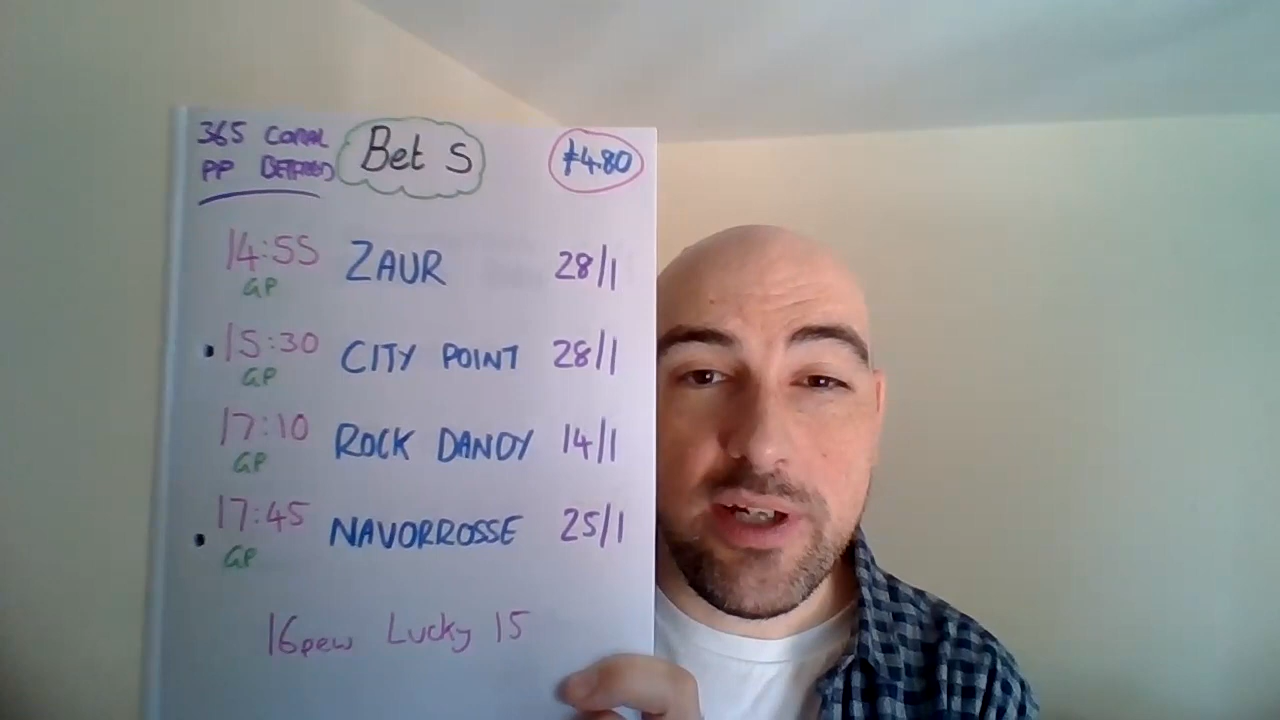 365 CORAL
PP BETFRED
Bet 5
£4.80
14:55 ZAUR 28/1
GP
15:30 CITY POINT 28/1
GP
17:10 ROCK DANDY 14/1
GP
17:45 NAVORROSSE 25/1
GP
16pew Lucky 15